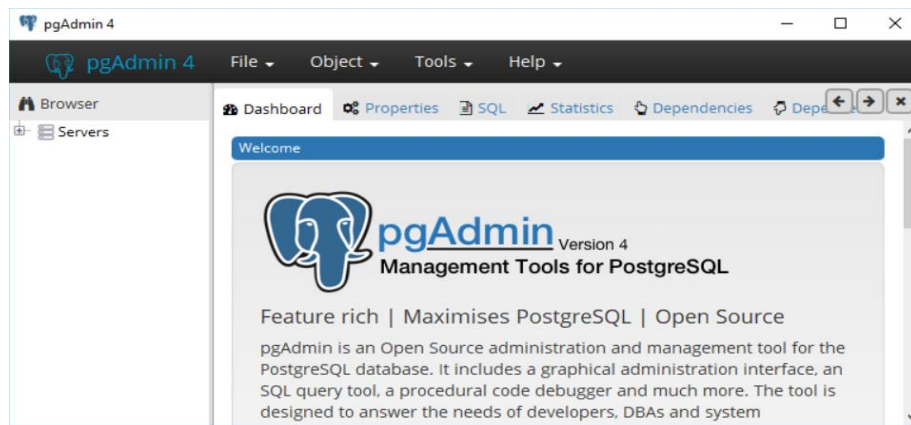 pgAdmin 4
pgAdmin 4 File Object Tools Help
Browser
Dashboard Properties SQL Statistics Dependencies
Servers
Welcome
pgAdmin Version 4
Management Tools for PostgreSQL
Feature rich | Maximises PostgreSQL | Open Source
pgAdmin is an Open Source administration and management tool for the
PostgreSQL database. It includes a graphical administration interface, an
SQL query tool, a procedural code debugger and much more. The tool is
designed to answer the needs of developers, DBAs and system